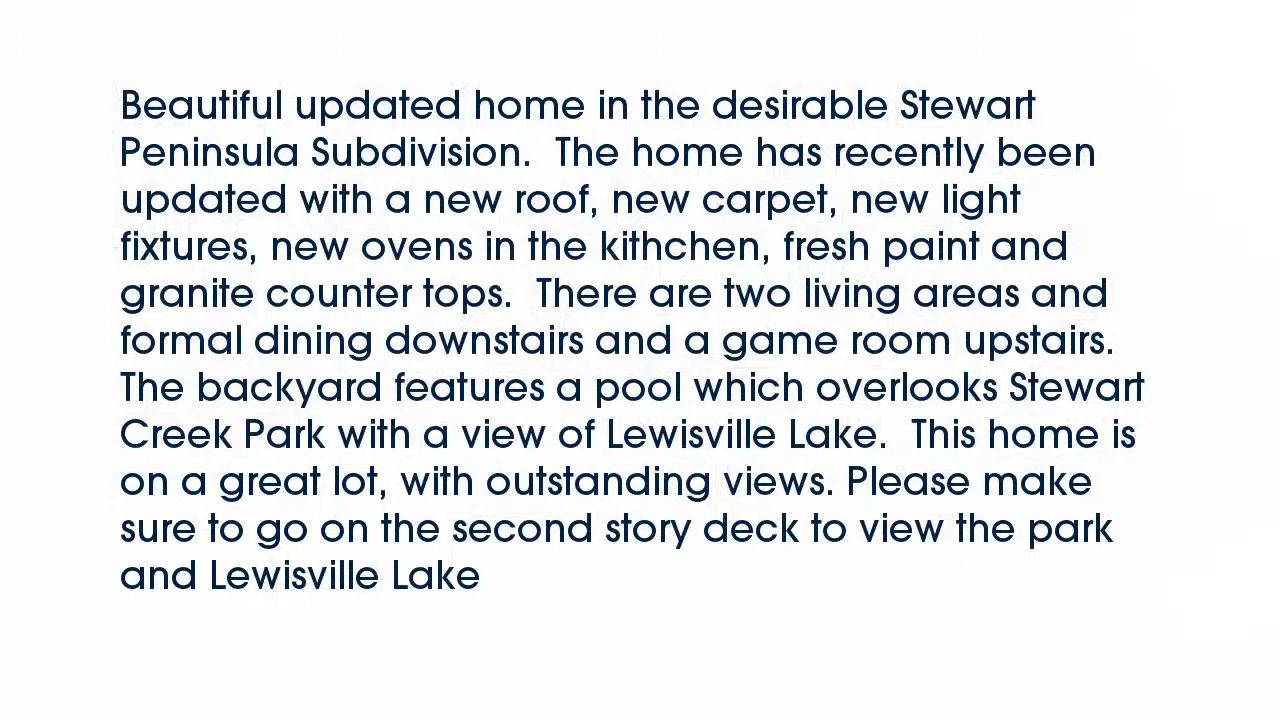 Beautiful updated home in the desirable Stewart
Peninsula Subdivision.  The home has recently been
updated with a new roof, new carpet, new light
fixtures, new ovens in the kithchen, fresh paint and
granite counter tops.  There are two living areas and
formal dining downstairs and a game room upstairs.
The backyard features a pool which overlooks Stewart
Creek Park with a view of Lewisville Lake.  This home is
on a great lot, with outstanding views. Please make
sure to go on the second story deck to view the park
and Lewisville Lake